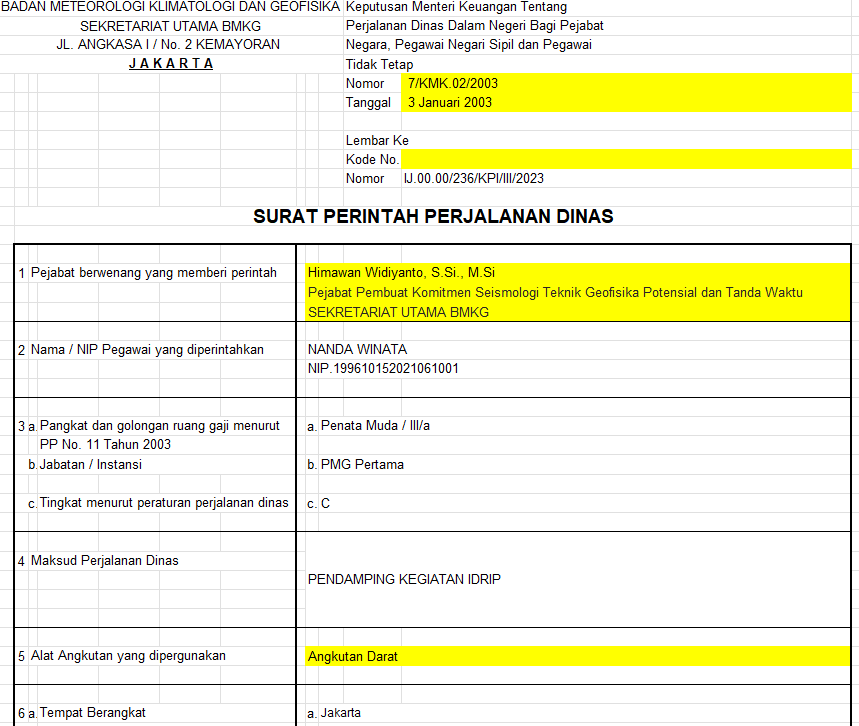 BADAN METEOROLOGI KLIMATOLOGI DAN GEOFISIKA
SEKRETARIAT UTAMA BMKG
JL. ANGKASA I / No. 2 KEMAYORAN
J A K A R T A
Keputusan Menteri Keuangan Tentang
Perjalanan Dinas Dalam Negeri Bagi Pejabat
Negara, Pegawai Negari Sipil dan Pegawai
Tidak Tetap
Nomor 7/KMK.02/2003
Tanggal 3 Januari 2003
Lembar Ke
Kode No.
Nomor IJ.00.00/236/KPI/III/2023
SURAT PERINTAH PERJALANAN DINAS
1 Pejabat berwenang yang memberi perintah
Himawan Widiyanto, S.Si., M.Si
Pejabat Pembuat Komitmen Seismologi Teknik Geofisika Potensial dan Tanda Waktu
SEKRETARIAT UTAMA BMKG
2 Nama / NIP Pegawai yang diperintahkan
NANDA WINATA
NIP.199610152021061001
3 a. Pangkat dan golongan ruang gaji menurut
PP No. 11 Tahun 2003
a. Penata Muda / III/a
b. Jabatan / Instansi
b. PMG Pertama
c. Tingkat menurut peraturan perjalanan dinas
c. C
4 Maksud Perjalanan Dinas
PENDAMPING KEGIATAN IDRIP
5 Alat Angkutan yang dipergunakan
Angkutan Darat
6 a. Tempat Berangkat
a. Jakarta